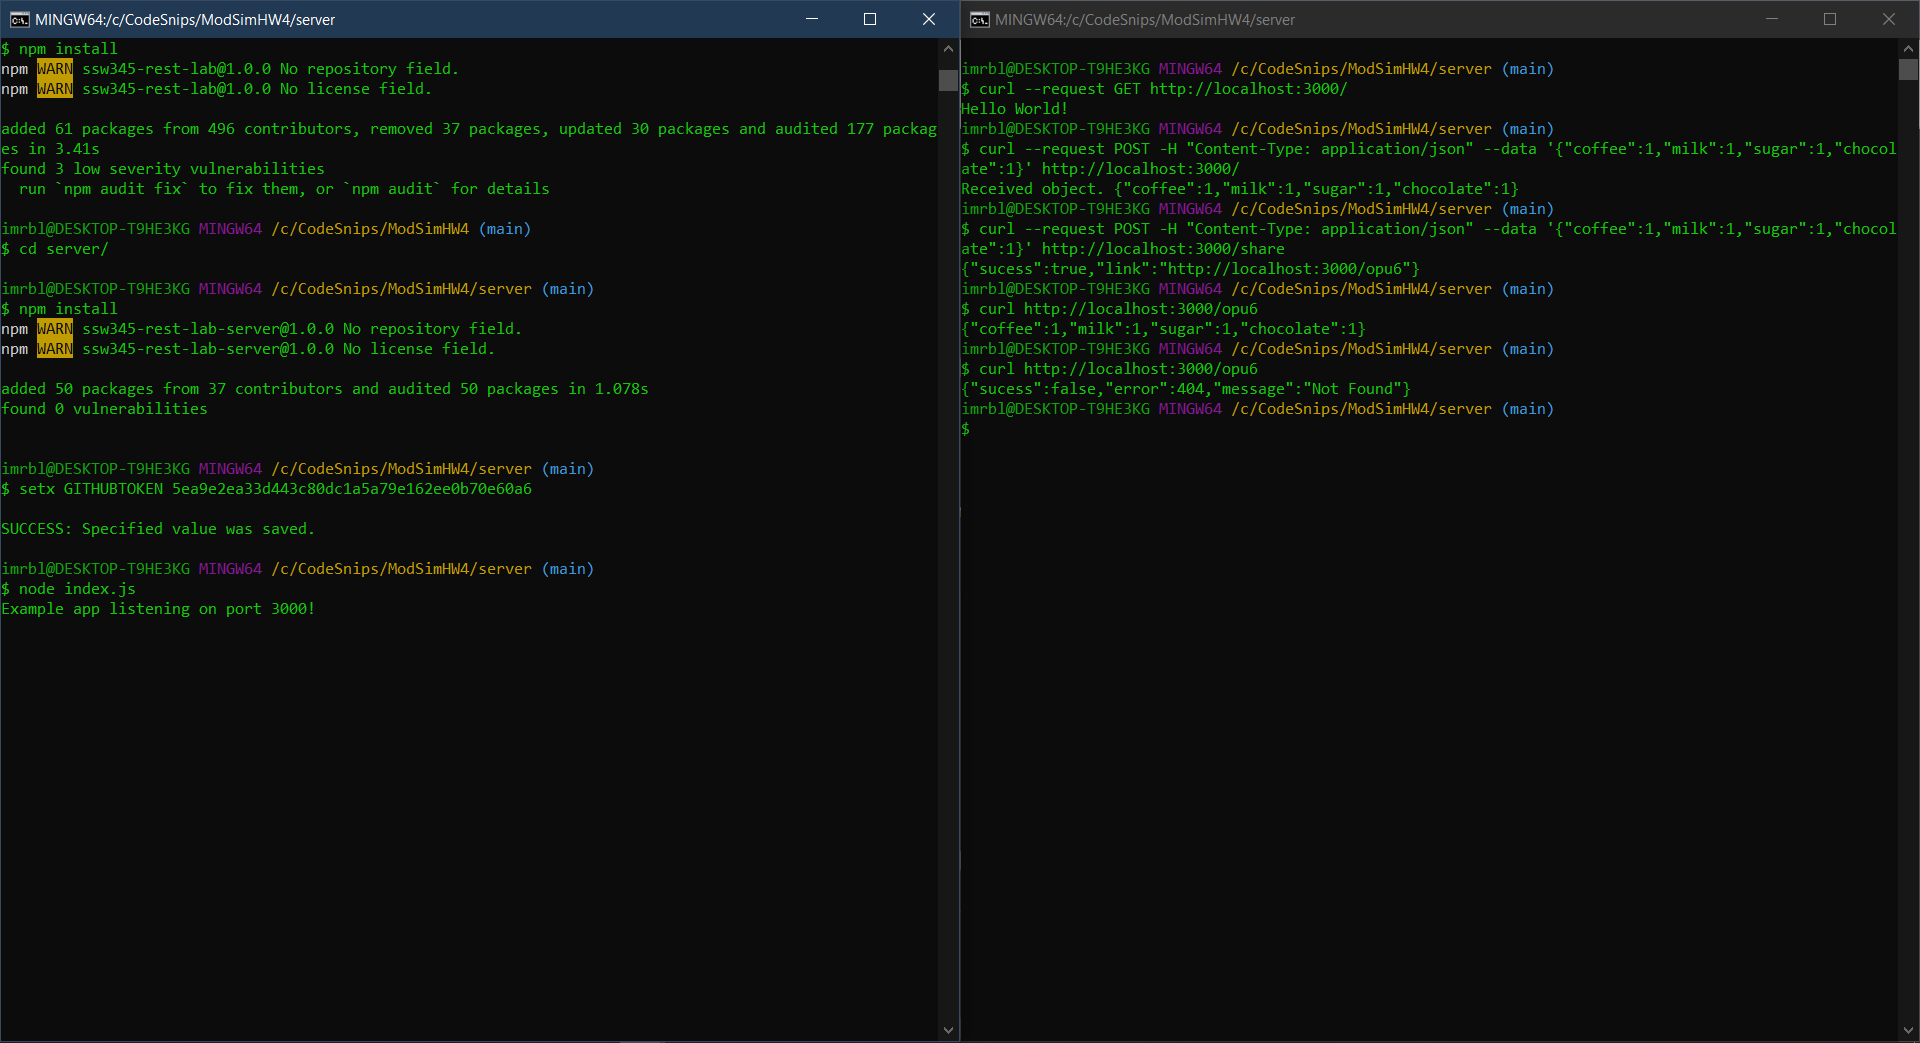 MINGW64:/c/CodeSnips/ModSimHW4/server
$ npm install
npm WARN ssw345-rest-lab@1.0.0 No repository field.
npm WARN ssw345-rest-lab@1.0.0 No license field.
added 61 packages from 496 contributors, removed 37 packages, updated 30 packages and audited 177 packag
es in 3.41s
found 3 low severity vulnerabilities
  run `npm audit fix` to fix them, or `npm audit` for details
imrbl@DESKTOP-T9HE3KG MINGW64 /c/CodeSnips/ModSimHW4 (main)
$ cd server/
imrbl@DESKTOP-T9HE3KG MINGW64 /c/CodeSnips/ModSimHW4/server (main)
$ npm install
npm WARN ssw345-rest-lab-server@1.0.0 No repository field.
npm WARN ssw345-rest-lab-server@1.0.0 No license field.
added 50 packages from 37 contributors and audited 50 packages in 1.078s
found 0 vulnerabilities
imrbl@DESKTOP-T9HE3KG MINGW64 /c/CodeSnips/ModSimHW4/server (main)
$ setx GITHUBTOKEN 5ea9e2ea33d443c80dc1a5a79e162ee0b70e60a6
SUCCESS: Specified value was saved.
imrbl@DESKTOP-T9HE3KG MINGW64 /c/CodeSnips/ModSimHW4/server (main)
$ node index.js
Example app listening on port 3000!
MINGW64:/c/CodeSnips/ModSimHW4/server
imrbl@DESKTOP-T9HE3KG MINGW64 /c/CodeSnips/ModSimHW4/server (main)
$ curl --request GET http://localhost:3000/
Hello World!
imrbl@DESKTOP-T9HE3KG MINGW64 /c/CodeSnips/ModSimHW4/server (main)
$ curl --request POST -H "Content-Type: application/json" --data '{"coffee":1,"milk":1,"sugar":1,"chocol
ate":1}' http://localhost:3000/
Received object. {"coffee":1,"milk":1,"sugar":1,"chocolate":1}
imrbl@DESKTOP-T9HE3KG MINGW64 /c/CodeSnips/ModSimHW4/server (main)
$ curl --request POST -H "Content-Type: application/json" --data '{"coffee":1,"milk":1,"sugar":1,"chocol
ate":1}' http://localhost:3000/share
{"sucess":true,"link":"http://localhost:3000/opu6"}
imrbl@DESKTOP-T9HE3KG MINGW64 /c/CodeSnips/ModSimHW4/server (main)
$ curl http://localhost:3000/opu6
{"coffee":1,"milk":1,"sugar":1,"chocolate":1}
imrbl@DESKTOP-T9HE3KG MINGW64 /c/CodeSnips/ModSimHW4/server (main)
$ curl http://localhost:3000/opu6
{"sucess":false,"error":404,"message":"Not Found"}
imrbl@DESKTOP-T9HE3KG MINGW64 /c/CodeSnips/ModSimHW4/server (main)
$